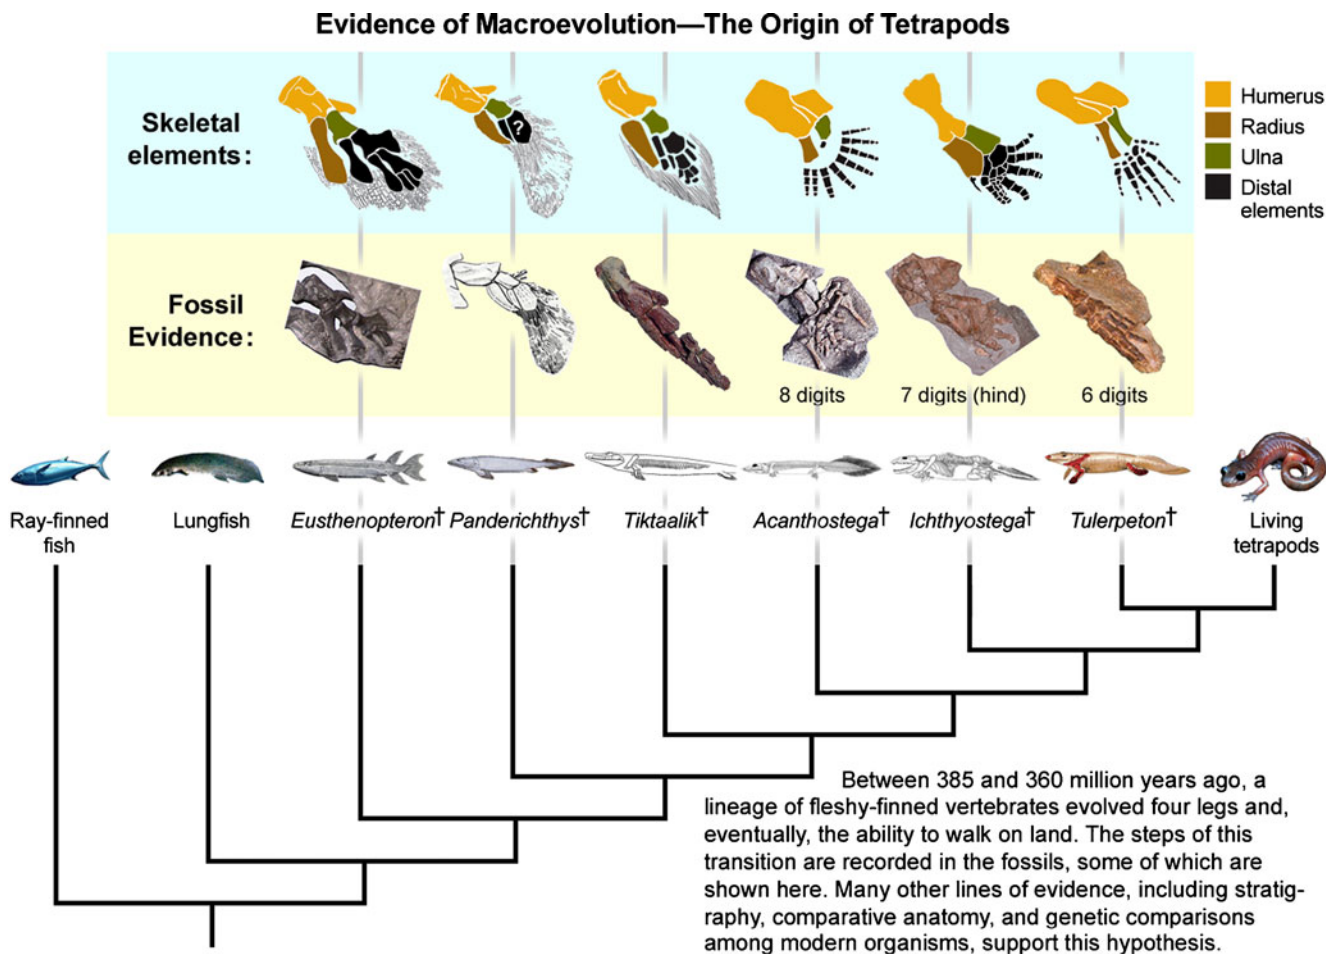 Evidence of Macroevolution—The Origin of Tetrapods
Skeletal
elements:
?
Humerus
Radius
Ulna
Distal
elements
Fossil
Evidence:
8 digits
7 digits (hind)
6 digits
Ray-finned
fish
Lungfish
Eusthenopteron†
Panderichthys†
Tiktaalik†
Acanthostega†
Ichthyostega†
Tulerpeton†
Living
tetrapods
Between 385 and 360 million years ago, a
lineage of fleshy-finned vertebrates evolved four legs and,
eventually, the ability to walk on land. The steps of this
transition are recorded in the fossils, some of which are
shown here. Many other lines of evidence, including stratig-
raphy, comparative anatomy, and genetic comparisons
among modern organisms, support this hypothesis.